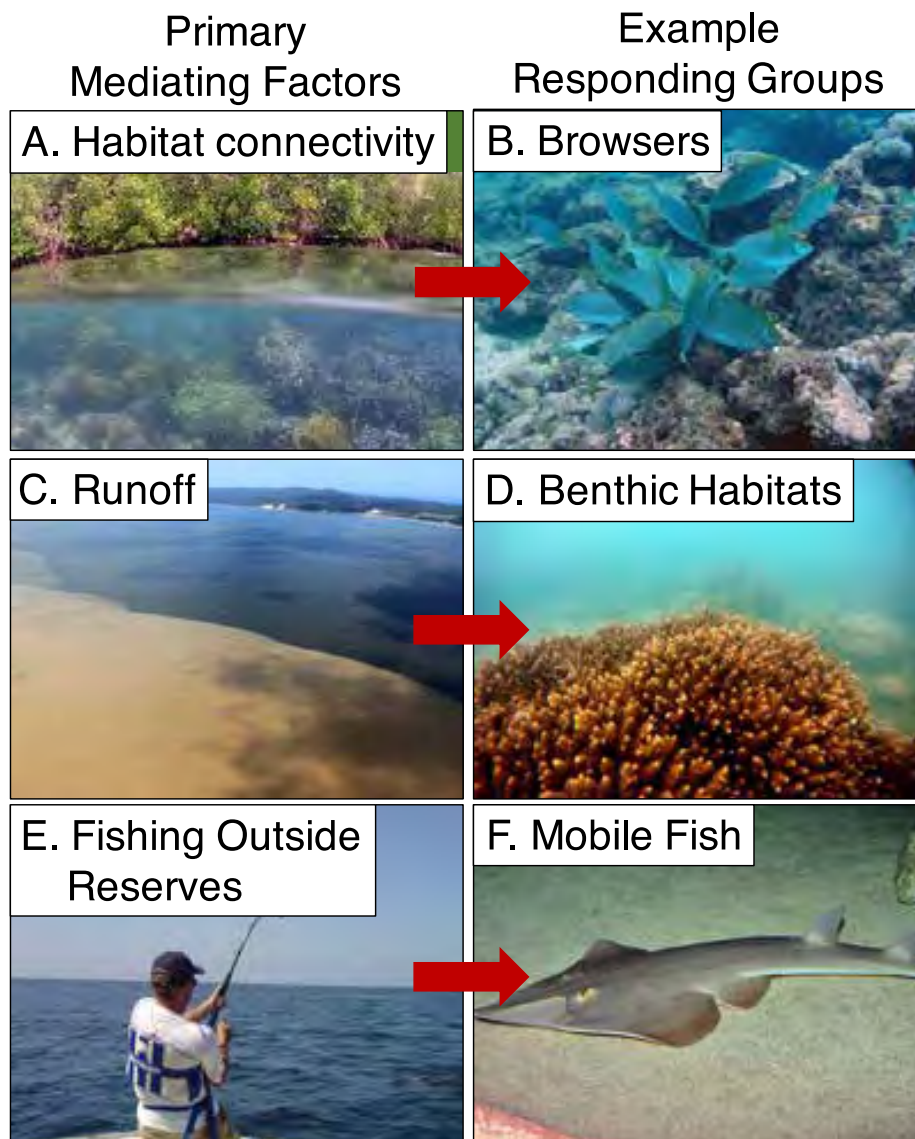 Primary
Mediating Factors
Example
Responding Groups
A. Habitat connectivity
B. Browsers
C. Runoff
D. Benthic Habitats
E. Fishing Outside
Reserves
F. Mobile Fish